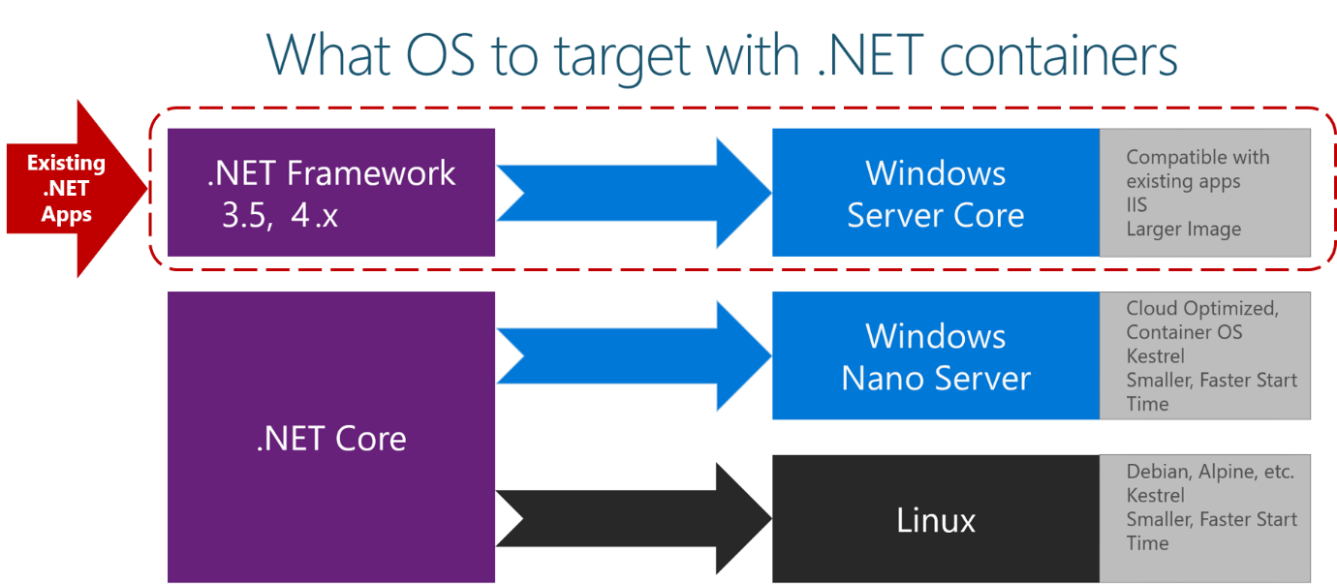 What OS to target with .NET containers
Existing
.NET
Apps
.NET Framework
3.5, 4.x
Windows
Server Core
Compatible with
existing apps
IIS
Larger Image
.NET Core
Windows
Nano Server
Cloud Optimized,
Container OS
Kestrel
Smaller, Faster Start
Time
Linux
Debian, Alpine, etc.
Kestrel
Smaller, Faster Start
Time